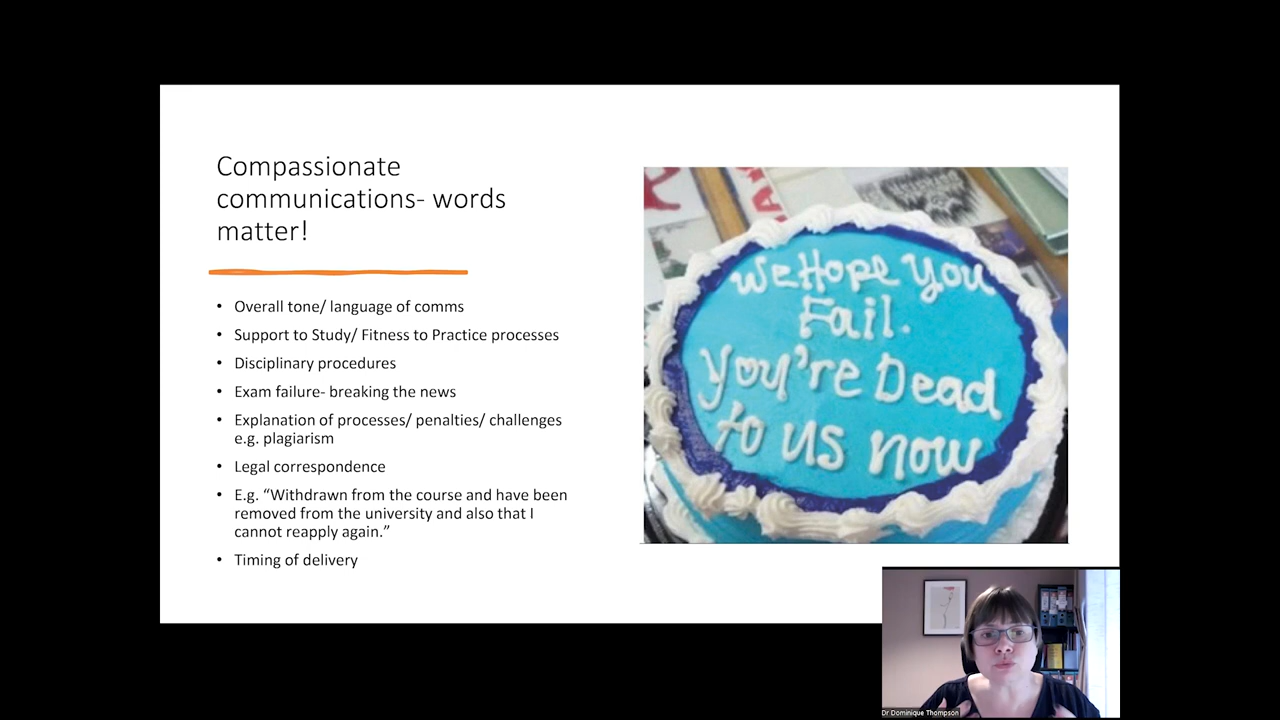 Compassionate
communications- words
matter!
• Overall tone/ language of comms
• Support to Study/ Fitness to Practice processes
• Disciplinary procedures
• Exam failure- breaking the news
• Explanation of processes/ penalties/ challenges
e.g. plagiarism
• Legal correspondence
• E.g. “Withdrawn from the course and have been
removed from the university and also that I
cannot reapply again.”
• Timing of delivery
We Hope You
Fail.
You're Dead
to us now
Dr Dominique Thompson